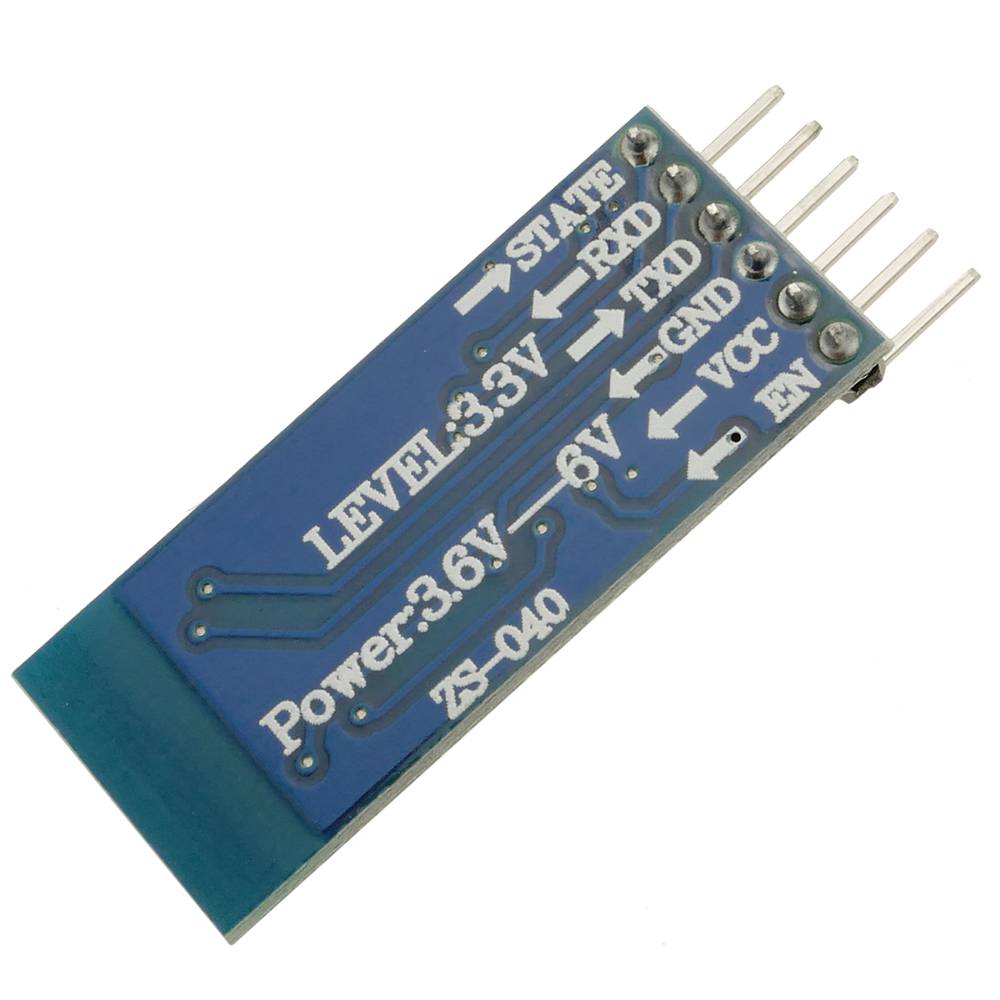 STATE
RXD
TXD
GND
VCC
EN
LEVEL:3.3V
Power:3.6V—6V
ZS-040